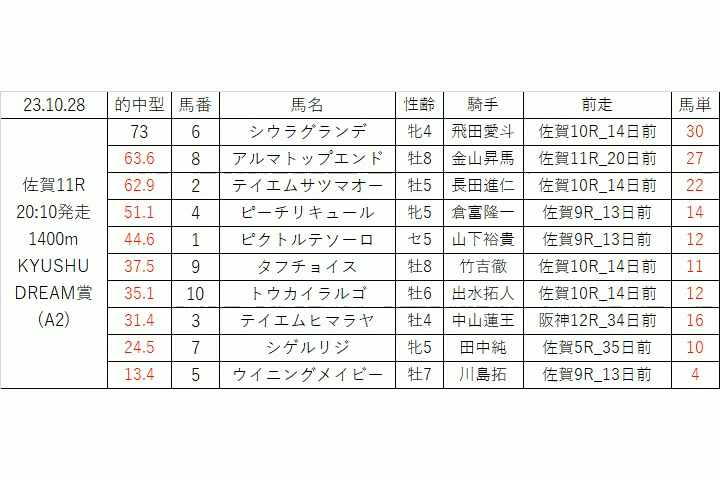 23.10.28 的中型 馬番 馬名 性齢 騎手 前走 馬単
佐賀11R
20:10発走
1400m
KYUSHU
DREAM賞
（A2）
73 6 シウラグランデ 牝4 飛田愛斗 佐賀10R_14日前 30
63.6 8 アルマトップエンド 牡8 金山昇馬 佐賀11R_20日前 27
62.9 2 テイエムサツマオー 牡5 長田進仁 佐賀10R_14日前 22
51.1 4 ピーチリキュール 牝5 倉富隆一 佐賀9R_13日前 14
44.6 1 ピクトルテソーロ セ5 山下裕貴 佐賀9R_13日前 12
37.5 9 タフチョイス 牡8 竹吉徹 佐賀10R_14日前 11
35.1 10 トウカイラルゴ 牡6 出水拓人 佐賀10R_14日前 12
31.4 3 テイエムヒマラヤ 牡4 中山蓮王 阪神12R_34日前 16
24.5 7 シゲルリジ 牝5 田中純 佐賀5R_35日前 10
13.4 5 ウイニングメイビー 牡7 川島拓 佐賀9R_13日前 4